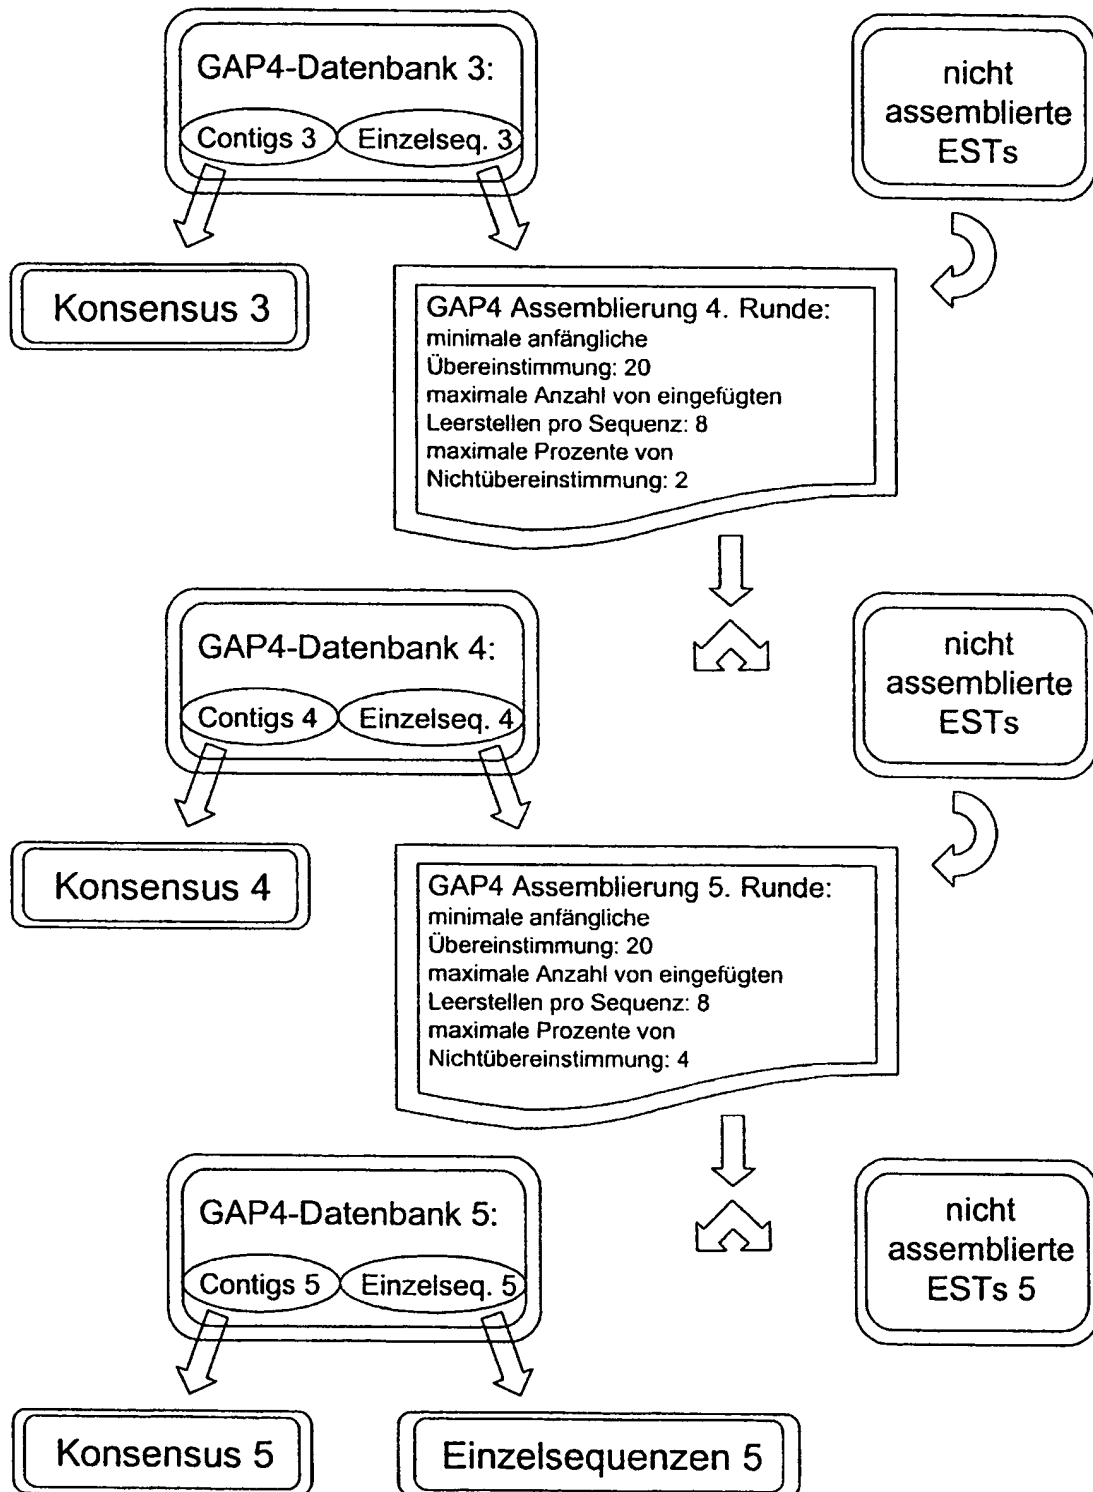 GAP4-Datenbank 3:
Contigs 3
Einzelseq. 3
nicht
assemblierte
ESTs
Konsensus 3
GAP4 Assemblierung 4. Runde:
minimale anfängliche
Übereinstimmung: 20
maximale Anzahl von eingefügten
Leerstellen pro Sequenz: 8
maximale Prozente von
Nichtübereinstimmung: 2
GAP4-Datenbank 4:
Contigs 4
Einzelseq. 4
nicht
assemblierte
ESTs
Konsensus 4
GAP4 Assemblierung 5. Runde:
minimale anfängliche
Übereinstimmung: 20
maximale Anzahl von eingefügten
Leerstellen pro Sequenz: 8
maximale Prozente von
Nichtübereinstimmung: 4
GAP4-Datenbank 5:
Contigs 5
Einzelseq. 5
nicht
assemblierte
ESTs 5
Konsensus 5
Einzelsequenzen 5